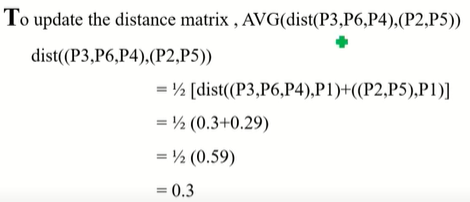 To update the distance matrix , AVG(dist(P3,P6,P4),(P2,P5))
dist((P3,P6,P4),(P2,P5))
= ½ [dist((P3,P6,P4),P1)+((P2,P5),P1)]
= ½ (0.3+0.29)
= ½ (0.59)
= 0.3